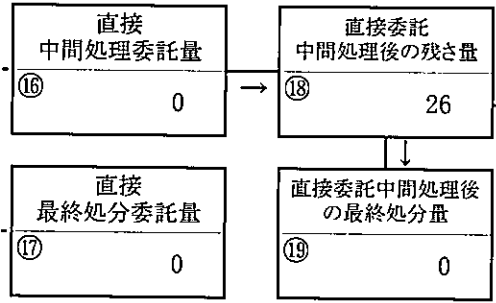 直接
中間処理委託量
⑯
0
→
直接委託
中間処理後の残さ量
⑱
26
↓
直接
最終処分委託量
⑰
0
直接委託中間処理後
の最終処分量
⑲
0